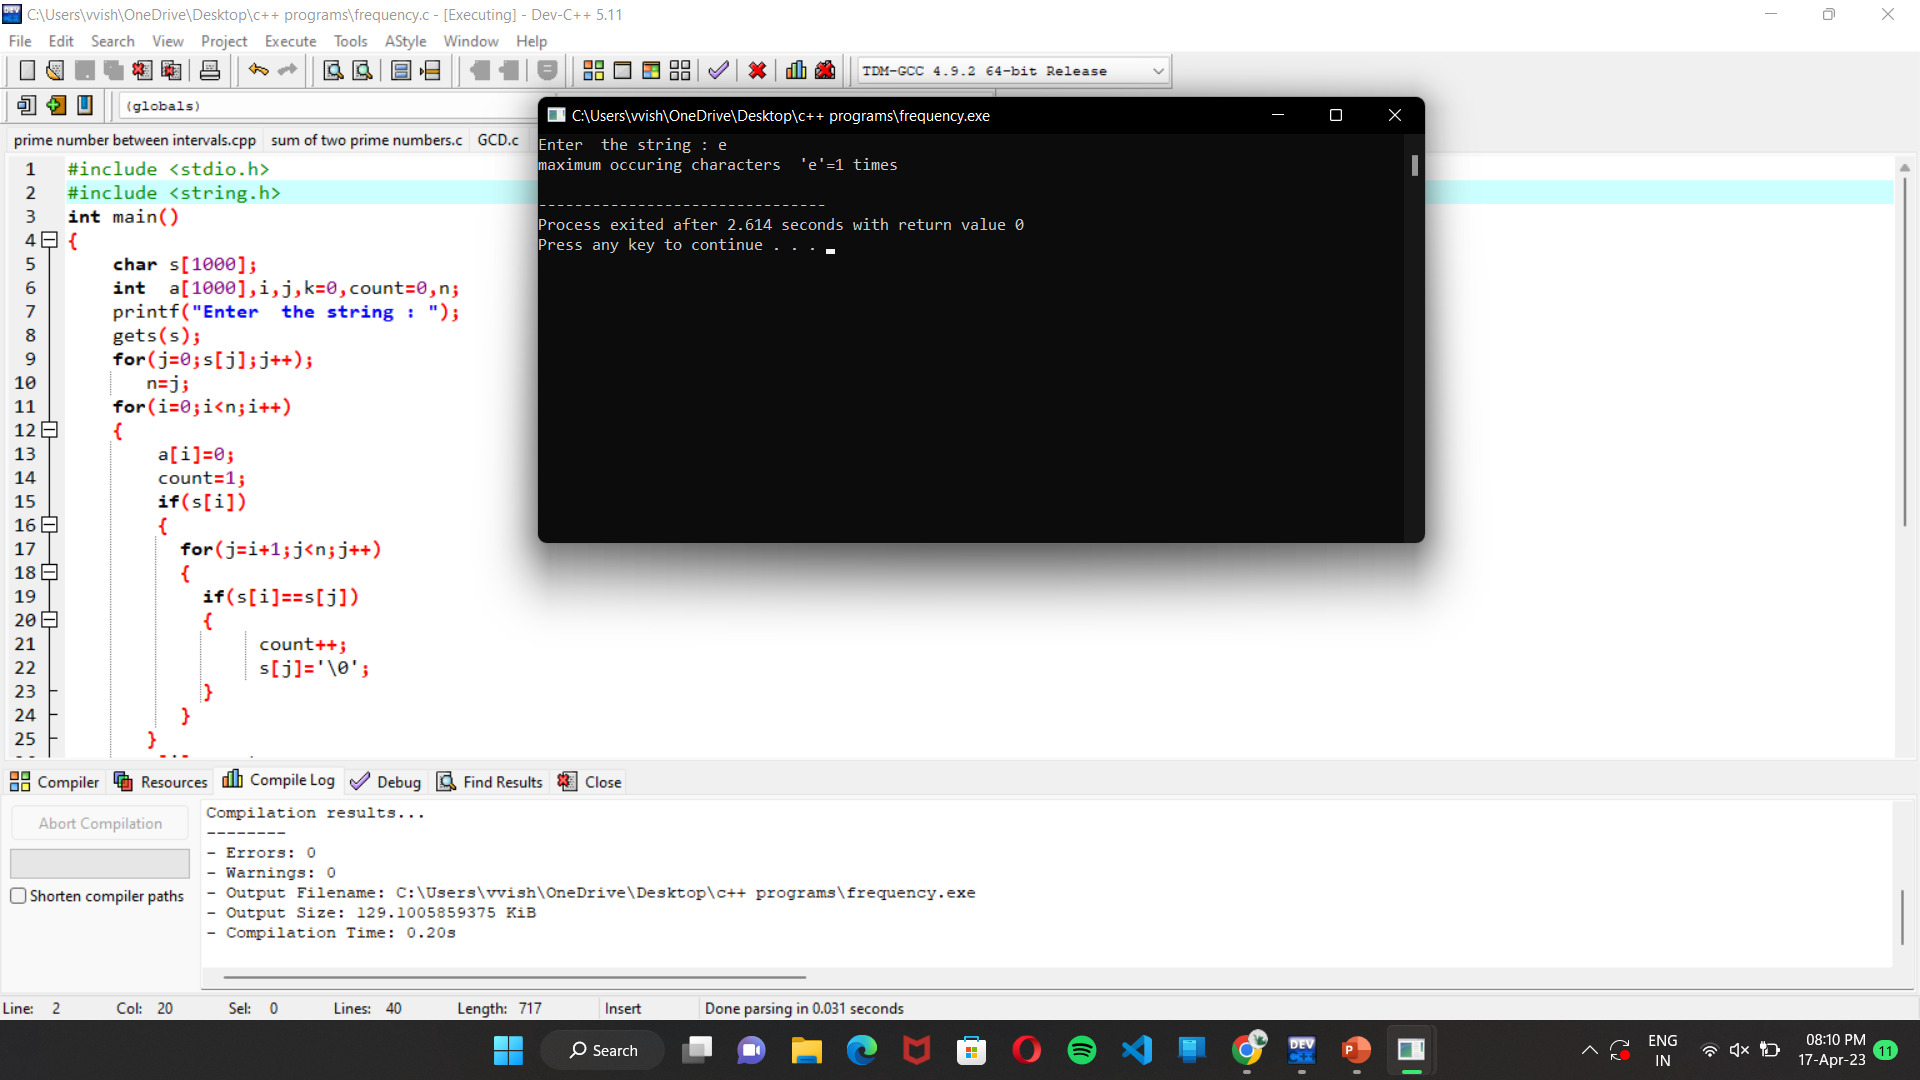 C:\Users\vvish\OneDrive\Desktop\c++ programs\frequency.c - [Executing] - Dev-C++ 5.11
File Edit Search View Project Execute Tools AStyle Window Help
TDM-GCC 4.9.2 64-bit Release
(globals)
prime number between intervals.cpp sum of two prime numbers.c GCD.c
1 #include <stdio.h>
2 #include <string.h>
3 int main()
4 {
5 char s[1000];
6 int  a[1000],i,j,k=0,count=0,n;
7 printf("Enter  the string : ");
8 gets(s);
9 for(j=0;s[j];j++);
10 n=j;
11 for(i=0;i<n;i++)
12 {
13 a[i]=0;
14 count=1;
15 if(s[i])
16 {
17 for(j=i+1;j<n;j++)
18 {
19 if(s[i]==s[j])
20 {
21 count++;
22 s[j]='\0';
23 }
24 }
25 }
C:\Users\vvish\OneDrive\Desktop\c++ programs\frequency.exe
Enter  the string : e
maximum occuring characters  'e'=1 times
--------------------------------
Process exited after 2.614 seconds with return value 0
Press any key to continue . . .
Compiler Resources Compile Log Debug Find Results Close
Abort Compilation
Shorten compiler paths
Compilation results...
--------
- Errors: 0
- Warnings: 0
- Output Filename: C:\Users\vvish\OneDrive\Desktop\c++ programs\frequency.exe
- Output Size: 129.1005859375 KiB
- Compilation Time: 0.20s
Line: 2 Col: 20 Sel: 0 Lines: 40 Length: 717 Insert Done parsing in 0.031 seconds
Search
DEV C++
P
ENG
IN
08:10 PM
17-Apr-23
11